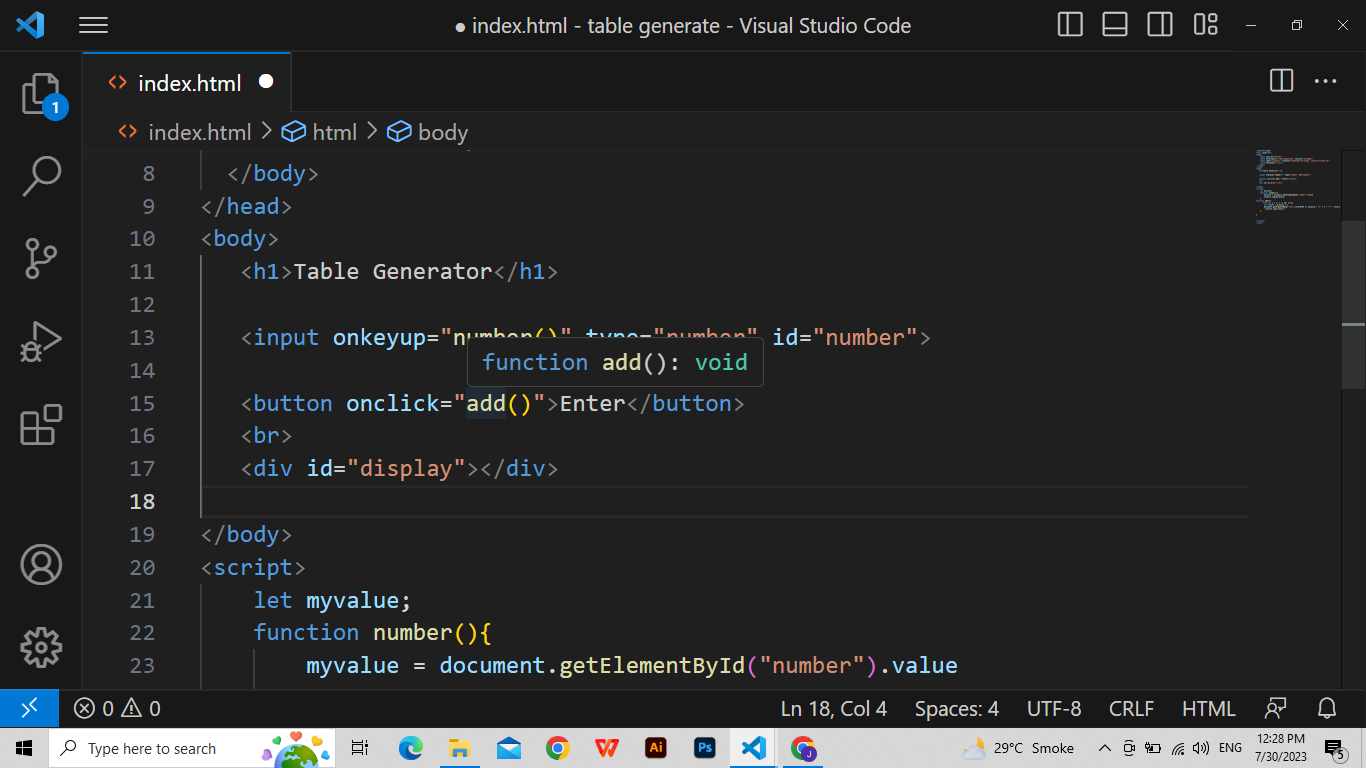 ● index.html - table generate - Visual Studio Code
1
<> index.html ●
<> index.html > html > body
8 </body>
9 </head>
10 <body>
11 <h1>Table Generator</h1>
12
13 <input onkeyup="number()" type="number" id="number">
function add(): void
14
15 <button onclick="add()">Enter</button>
16 <br>
17 <div id="display"></div>
18
19 </body>
20 <script>
21 let myvalue;
22 function number(){
23 myvalue = document.getElementById("number").value
0 0 Ln 18, Col 4 Spaces: 4 UTF-8 CRLF HTML
Type here to search W Ai Ps J 29°C Smoke ENG 12:28 PM 5
7/30/2023